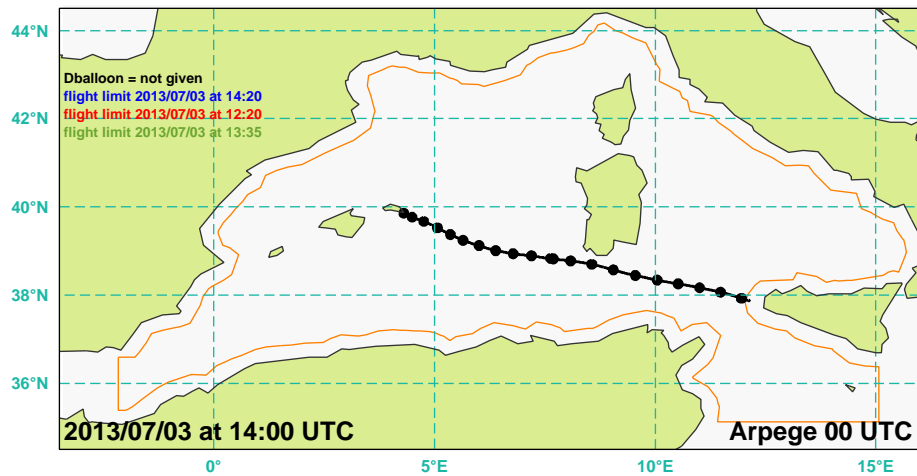 44°N
Dballoon = not given
flight limit 2013/07/03 at 14:20
flight limit 2013/07/03 at 12:20
flight limit 2013/07/03 at 13:35
42°N
40°N
38°N
36°N
2013/07/03 at 14:00 UTC
Arpege 00 UTC
0°
5°E
10°E
15°E